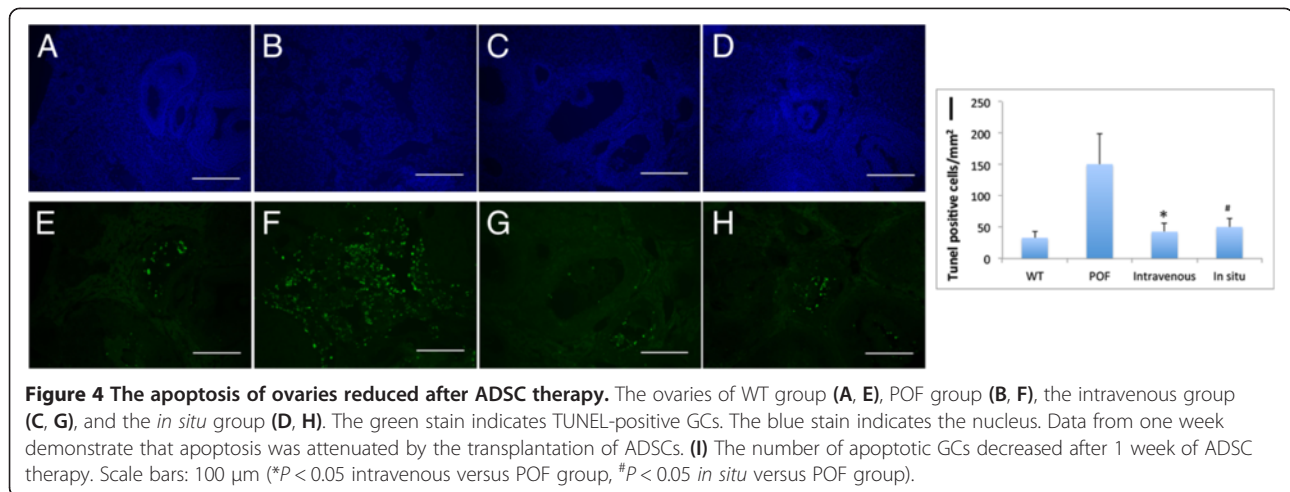 A
B
C
D
E
F
G
H
I
Tunel positive cells/mm²
250
200
150
100
50
0
*
#
WT POF Intravenous In situ
Figure 4 The apoptosis of ovaries reduced after ADSC therapy. The ovaries of WT group (A, E), POF group (B, F), the intravenous group
(C, G), and the in situ group (D, H). The green stain indicates TUNEL-positive GCs. The blue stain indicates the nucleus. Data from one week
demonstrate that apoptosis was attenuated by the transplantation of ADSCs. (I) The number of apoptotic GCs decreased after 1 week of ADSC
therapy. Scale bars: 100 μm (*P < 0.05 intravenous versus POF group, #P < 0.05 in situ versus POF group).